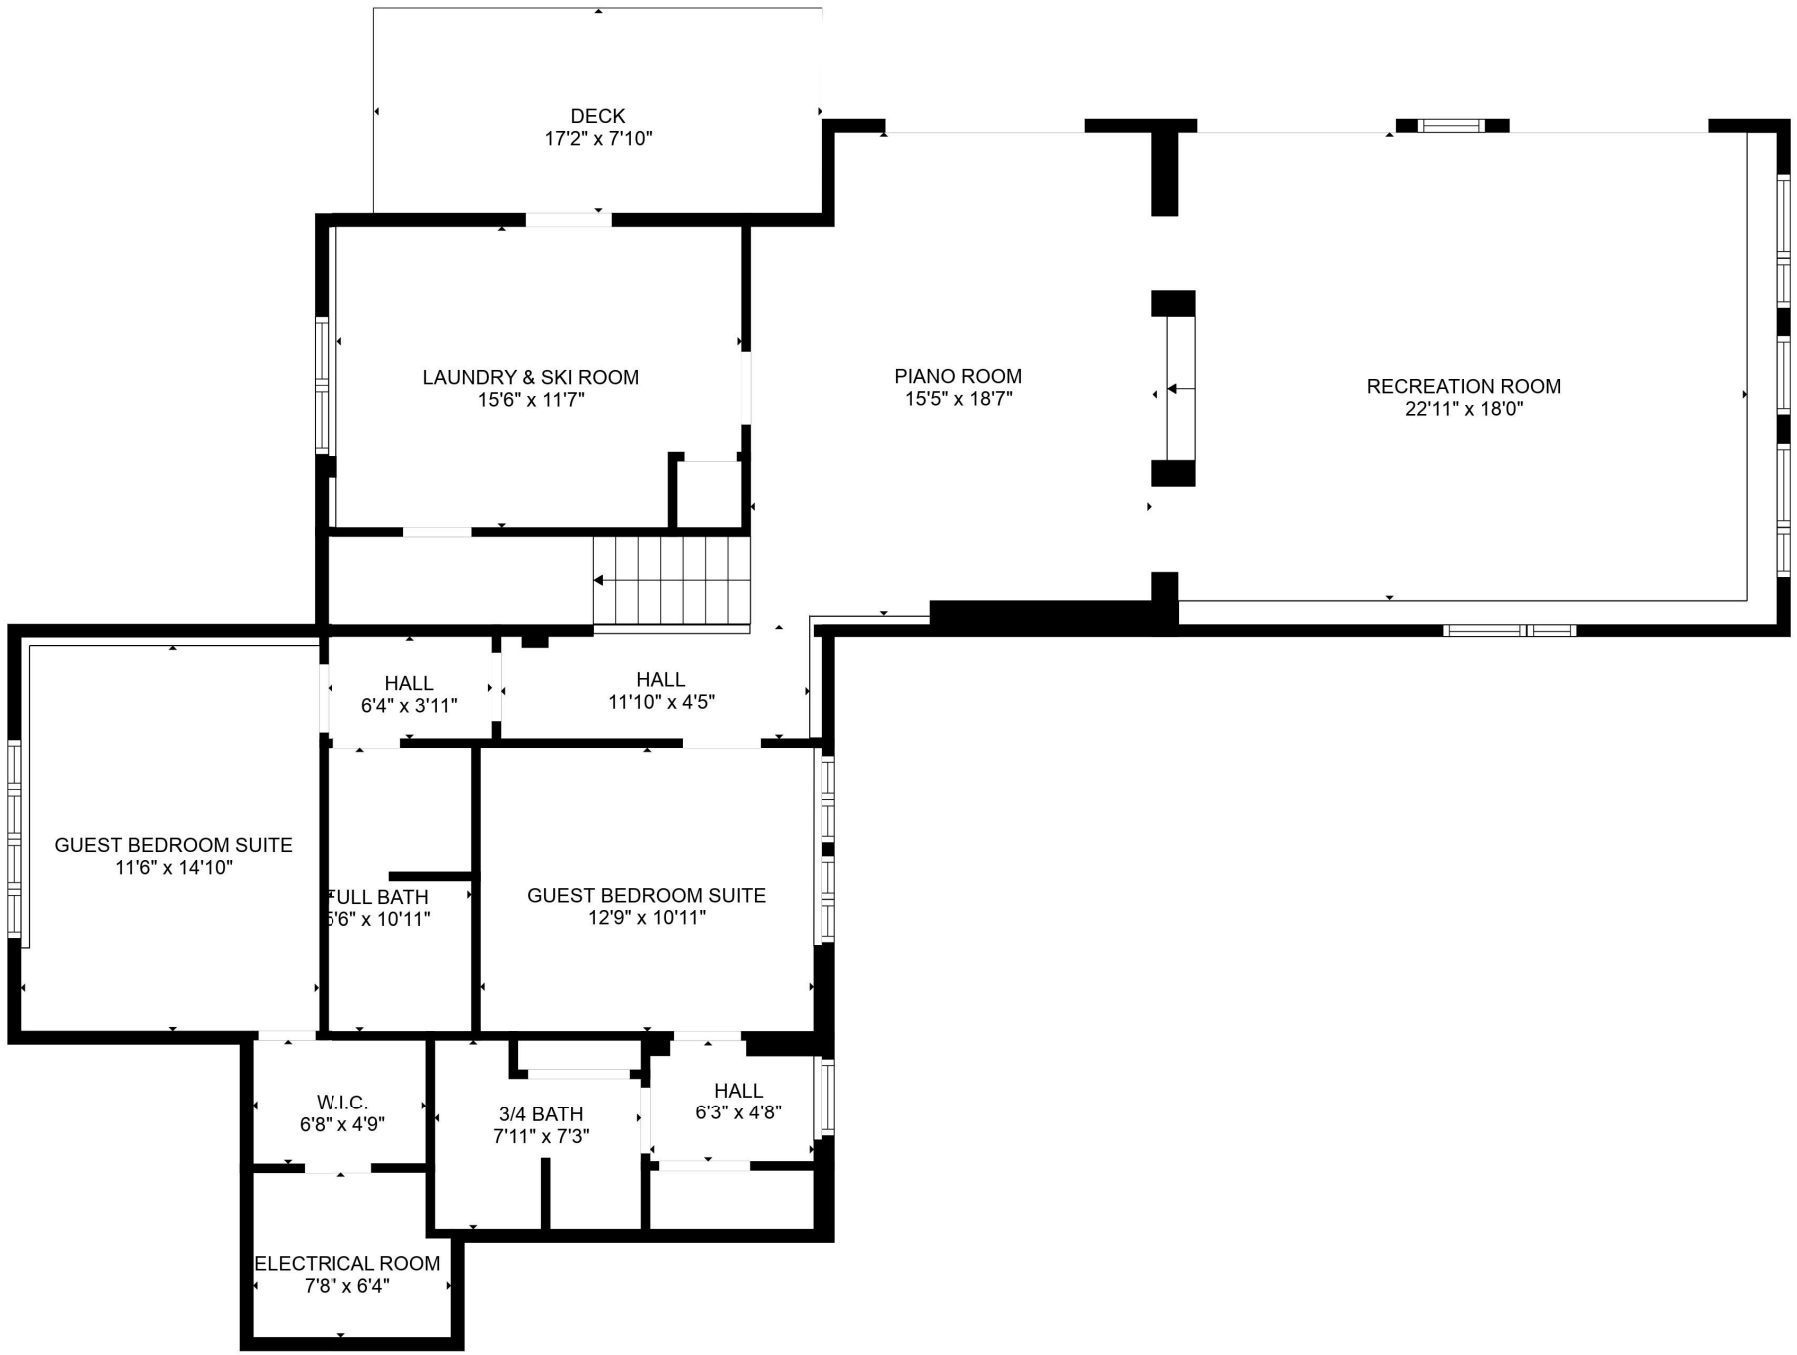 DECK
17'2" x 7'10"
LAUNDRY & SKI ROOM
15'6" x 11'7"
PIANO ROOM
15'5" x 18'7"
RECREATION ROOM
22'11" x 18'0"
HALL
6'4" x 3'11"
HALL
11'10" x 4'5"
GUEST BEDROOM SUITE
11'6" x 14'10"
FULL BATH
5'6" x 10'11"
GUEST BEDROOM SUITE
12'9" x 10'11"
W.I.C.
6'8" x 4'9"
3/4 BATH
7'11" x 7'3"
HALL
6'3" x 4'8"
ELECTRICAL ROOM
7'8" x 6'4"